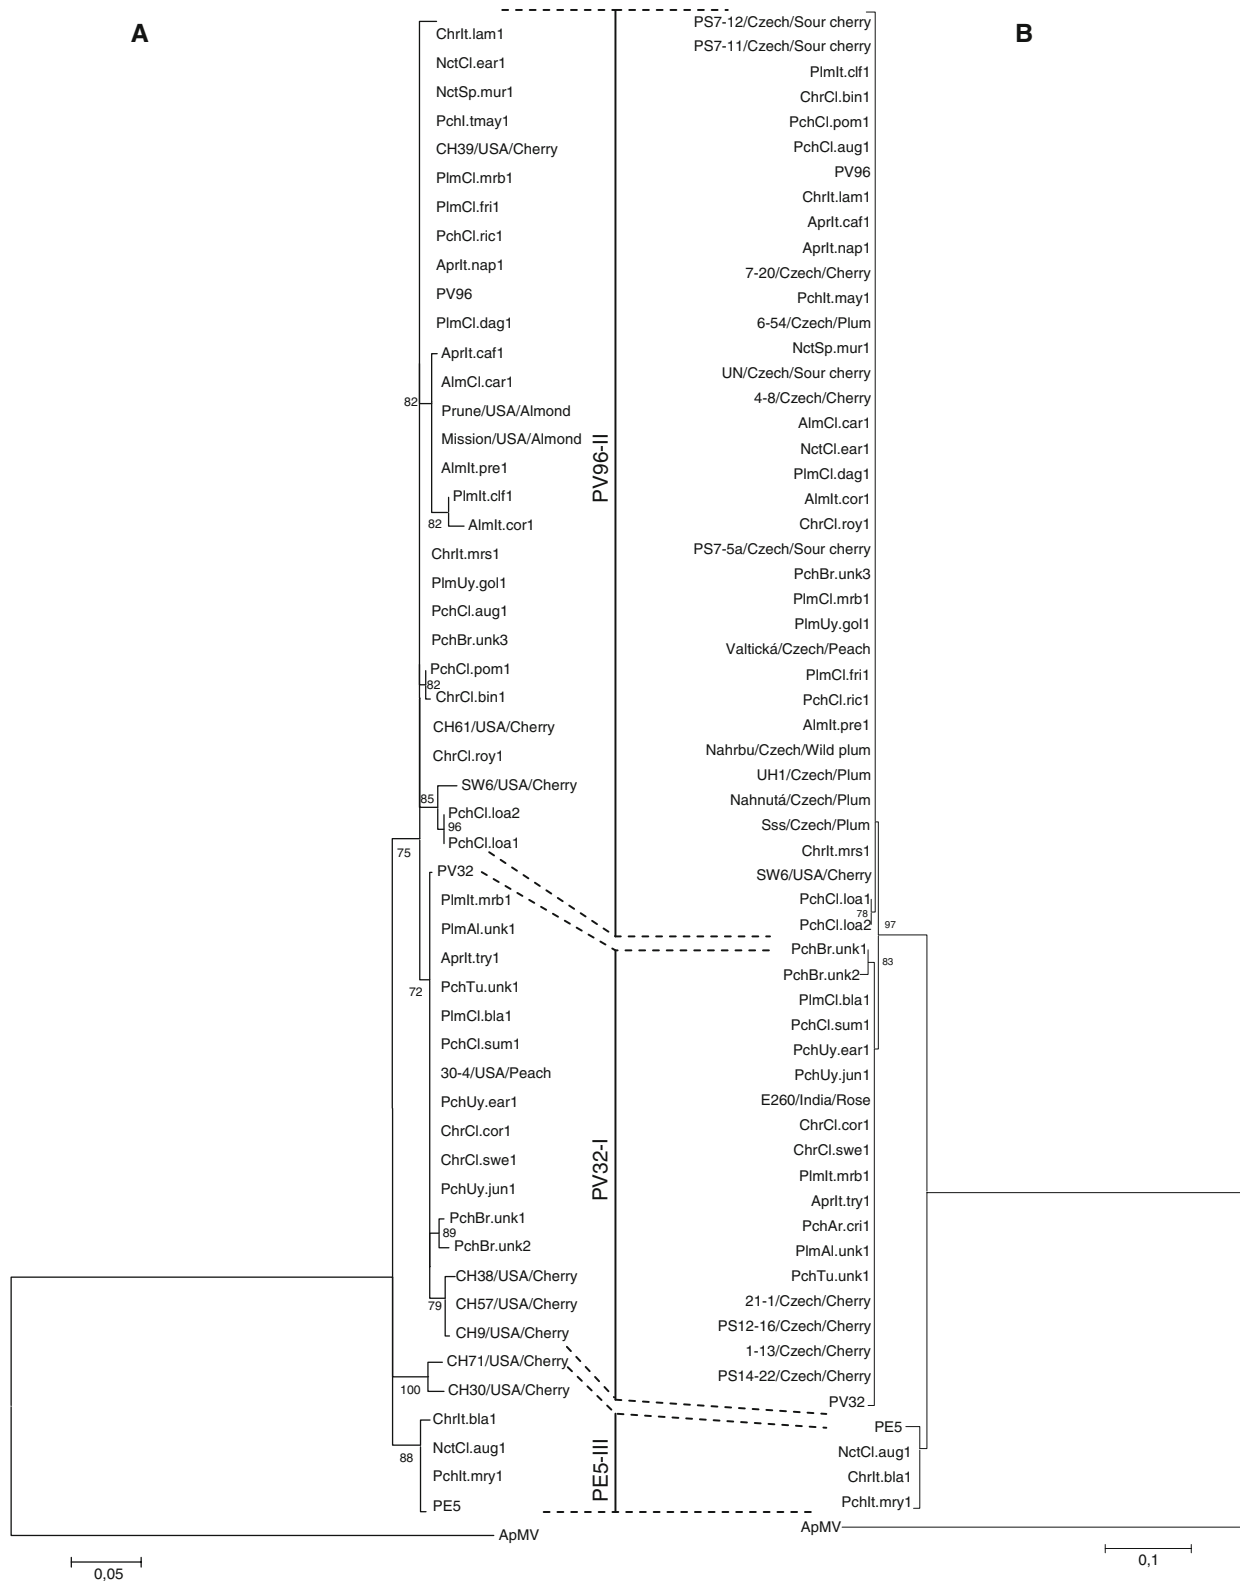 A
ChrIt.lam1
NctCl.ear1
NctSp.mur1
PchI.tmay1
CH39/USA/Cherry
PlmCl.mrb1
PlmCl.fri1
PchCl.ric1
AprIt.nap1
PV96
PlmCl.dag1
AprIt.caf1
82
AlmCl.car1
Prune/USA/Almond
Mission/USA/Almond
AlmIt.pre1
PlmIt.clf1
82
AlmIt.cor1
ChrIt.mrs1
PlmUy.gol1
PchCl.aug1
PchBr.unk3
PchCl.pom1
82
ChrCl.bin1
CH61/USA/Cherry
ChrCl.roy1
SW6/USA/Cherry
85
PchCl.loa2
96
PchCl.loa1
75
PV32
PlmIt.mrb1
PlmAl.unk1
AprIt.try1
72
PchTu.unk1
PlmCl.bla1
PchCl.sum1
30-4/USA/Peach
PchUy.ear1
ChrCl.cor1
ChrCl.swe1
PchUy.jun1
PchBr.unk1
89
PchBr.unk2
CH38/USA/Cherry
79
CH57/USA/Cherry
CH9/USA/Cherry
CH71/USA/Cherry
100
CH30/USA/Cherry
ChrIt.bla1
NctCl.aug1
88
PchIt.mry1
PE5
ApMV
0,05
PV96-II
PV32-I
PE5-III
B
PS7-12/Czech/Sour cherry
PS7-11/Czech/Sour cherry
PlmIt.clf1
ChrCl.bin1
PchCl.pom1
PchCl.aug1
PV96
ChrIt.lam1
AprIt.caf1
AprIt.nap1
7-20/Czech/Cherry
PchIt.may1
6-54/Czech/Plum
NctSp.mur1
UN/Czech/Sour cherry
4-8/Czech/Cherry
AlmCl.car1
NctCl.ear1
PlmCl.dag1
AlmIt.cor1
ChrCl.roy1
PS7-5a/Czech/Sour cherry
PchBr.unk3
PlmCl.mrb1
PlmUy.gol1
Valtická/Czech/Peach
PlmCl.fri1
PchCl.ric1
AlmIt.pre1
Nahrbu/Czech/Wild plum
UH1/Czech/Plum
Nahnutá/Czech/Plum
Sss/Czech/Plum
ChrIt.mrs1
SW6/USA/Cherry
PchCl.loa1
78
PchCl.loa2
97
PchBr.unk1
83
PchBr.unk2
PlmCl.bla1
PchCl.sum1
PchUy.ear1
PchUy.jun1
E260/India/Rose
ChrCl.cor1
ChrCl.swe1
PlmIt.mrb1
AprIt.try1
PchAr.cri1
PlmAl.unk1
PchTu.unk1
21-1/Czech/Cherry
PS12-16/Czech/Cherry
1-13/Czech/Cherry
PS14-22/Czech/Cherry
PV32
PE5
NctCl.aug1
ChrIt.bla1
PchIt.mry1
ApMV
0,1